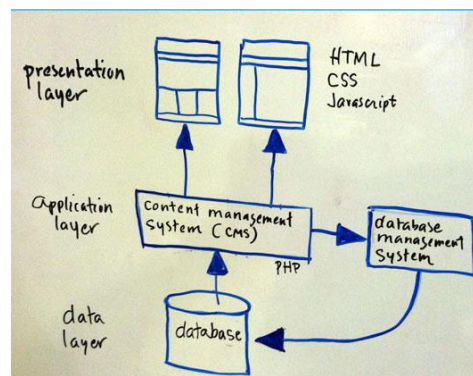 presentation
layer
HTML
CSS
Javascript
application
layer
content management
system (CMS)
PHP
database
management
system
data
layer
database